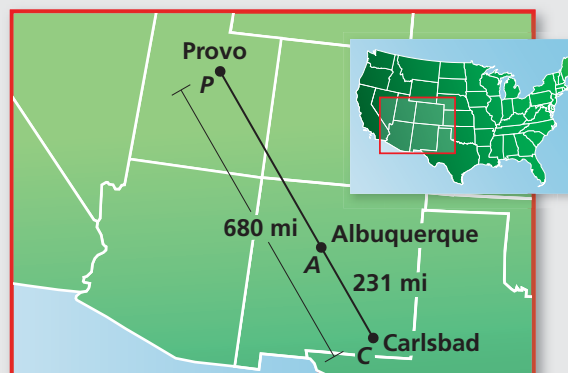 Provo
P
680 mi
Albuquerque
A
231 mi
C
Carlsbad